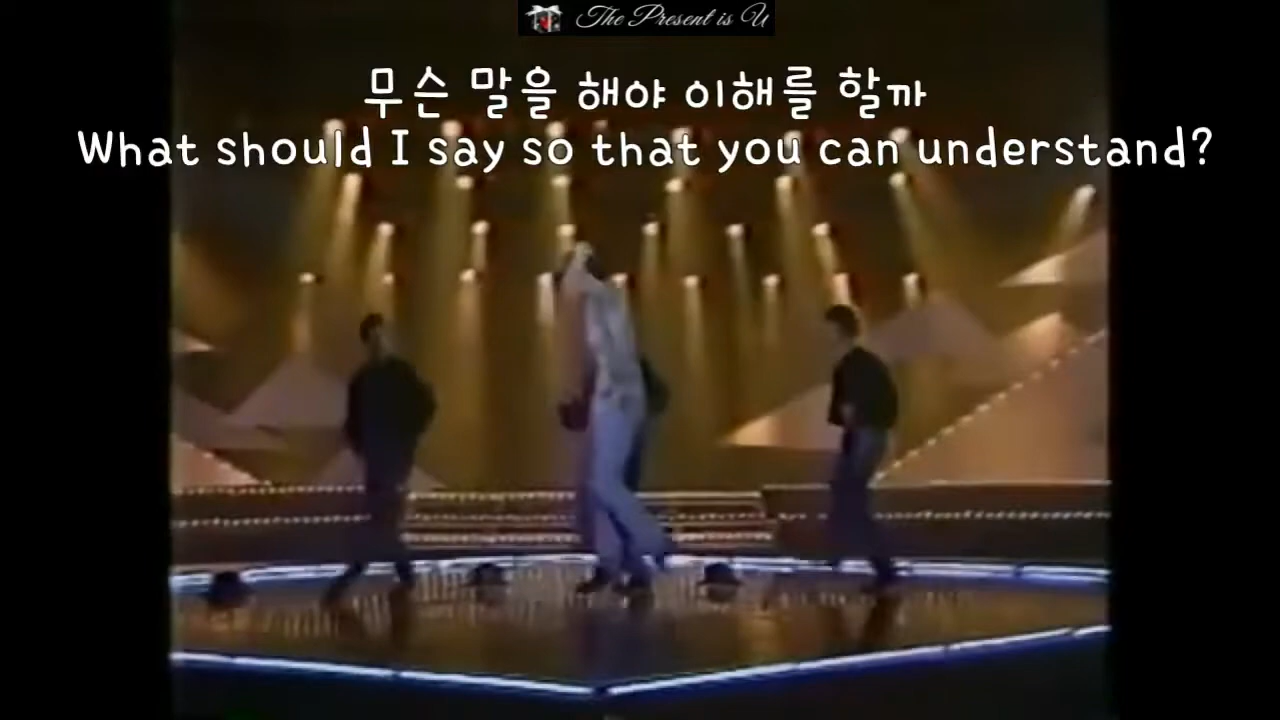 The Present is U
무슨 말을 해야 이해를 할까
What should I say so that you can understand?